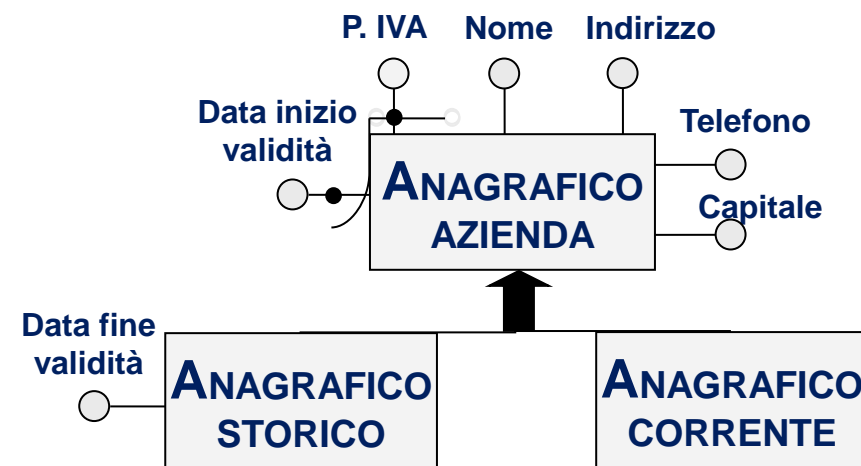 P. IVA Nome Indirizzo
Data inizio
validità
Telefono
ANAGRAFICO
AZIENDA
Capitale
Data fine
validità
ANAGRAFICO
STORICO
ANAGRAFICO
CORRENTE